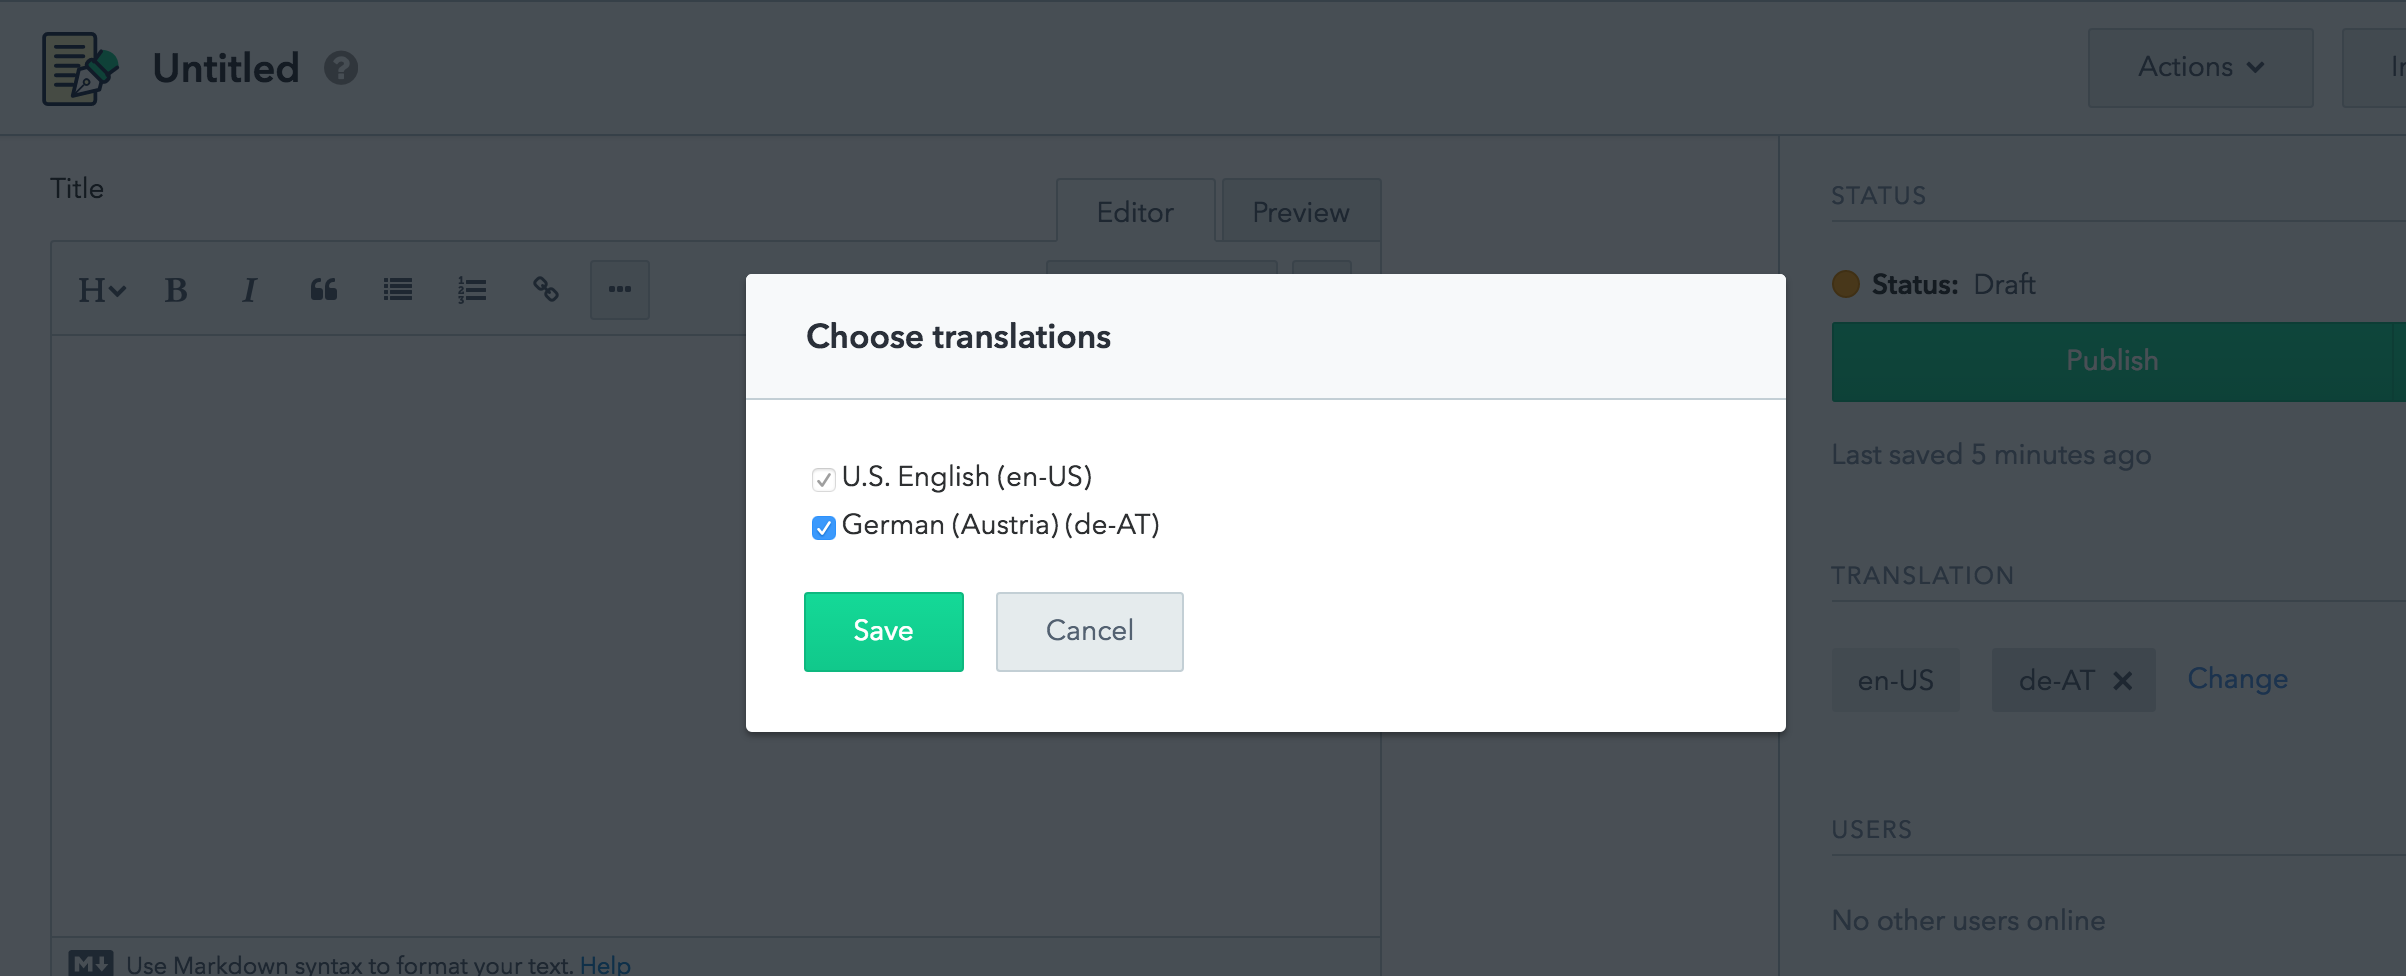 Untitled ?
Actions
Title
Editor
Preview
H B I
Choose translations
U.S. English (en-US)
German (Austria) (de-AT)
Save
Cancel
STATUS
Status: Draft
Publish
Last saved 5 minutes ago
TRANSLATION
en-US
de-AT
Change
USERS
No other users online
M Use Markdown syntax to format your text. Help